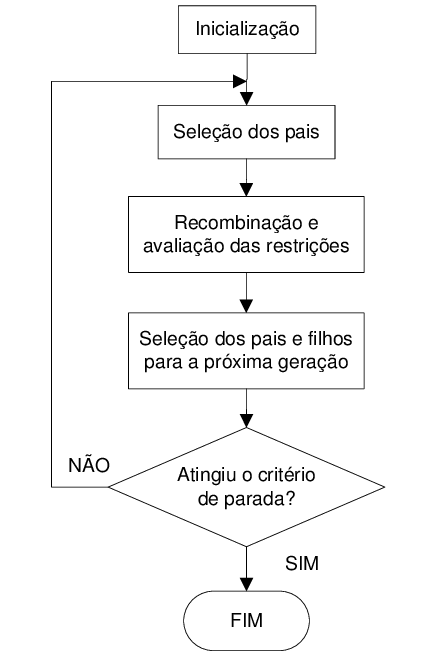 Inicialização
Seleção dos pais
Recombinação e
avaliação das restrições
Seleção dos pais e filhos
para a próxima geração
NÃO
Atingiu o critério
de parada?
SIM
FIM